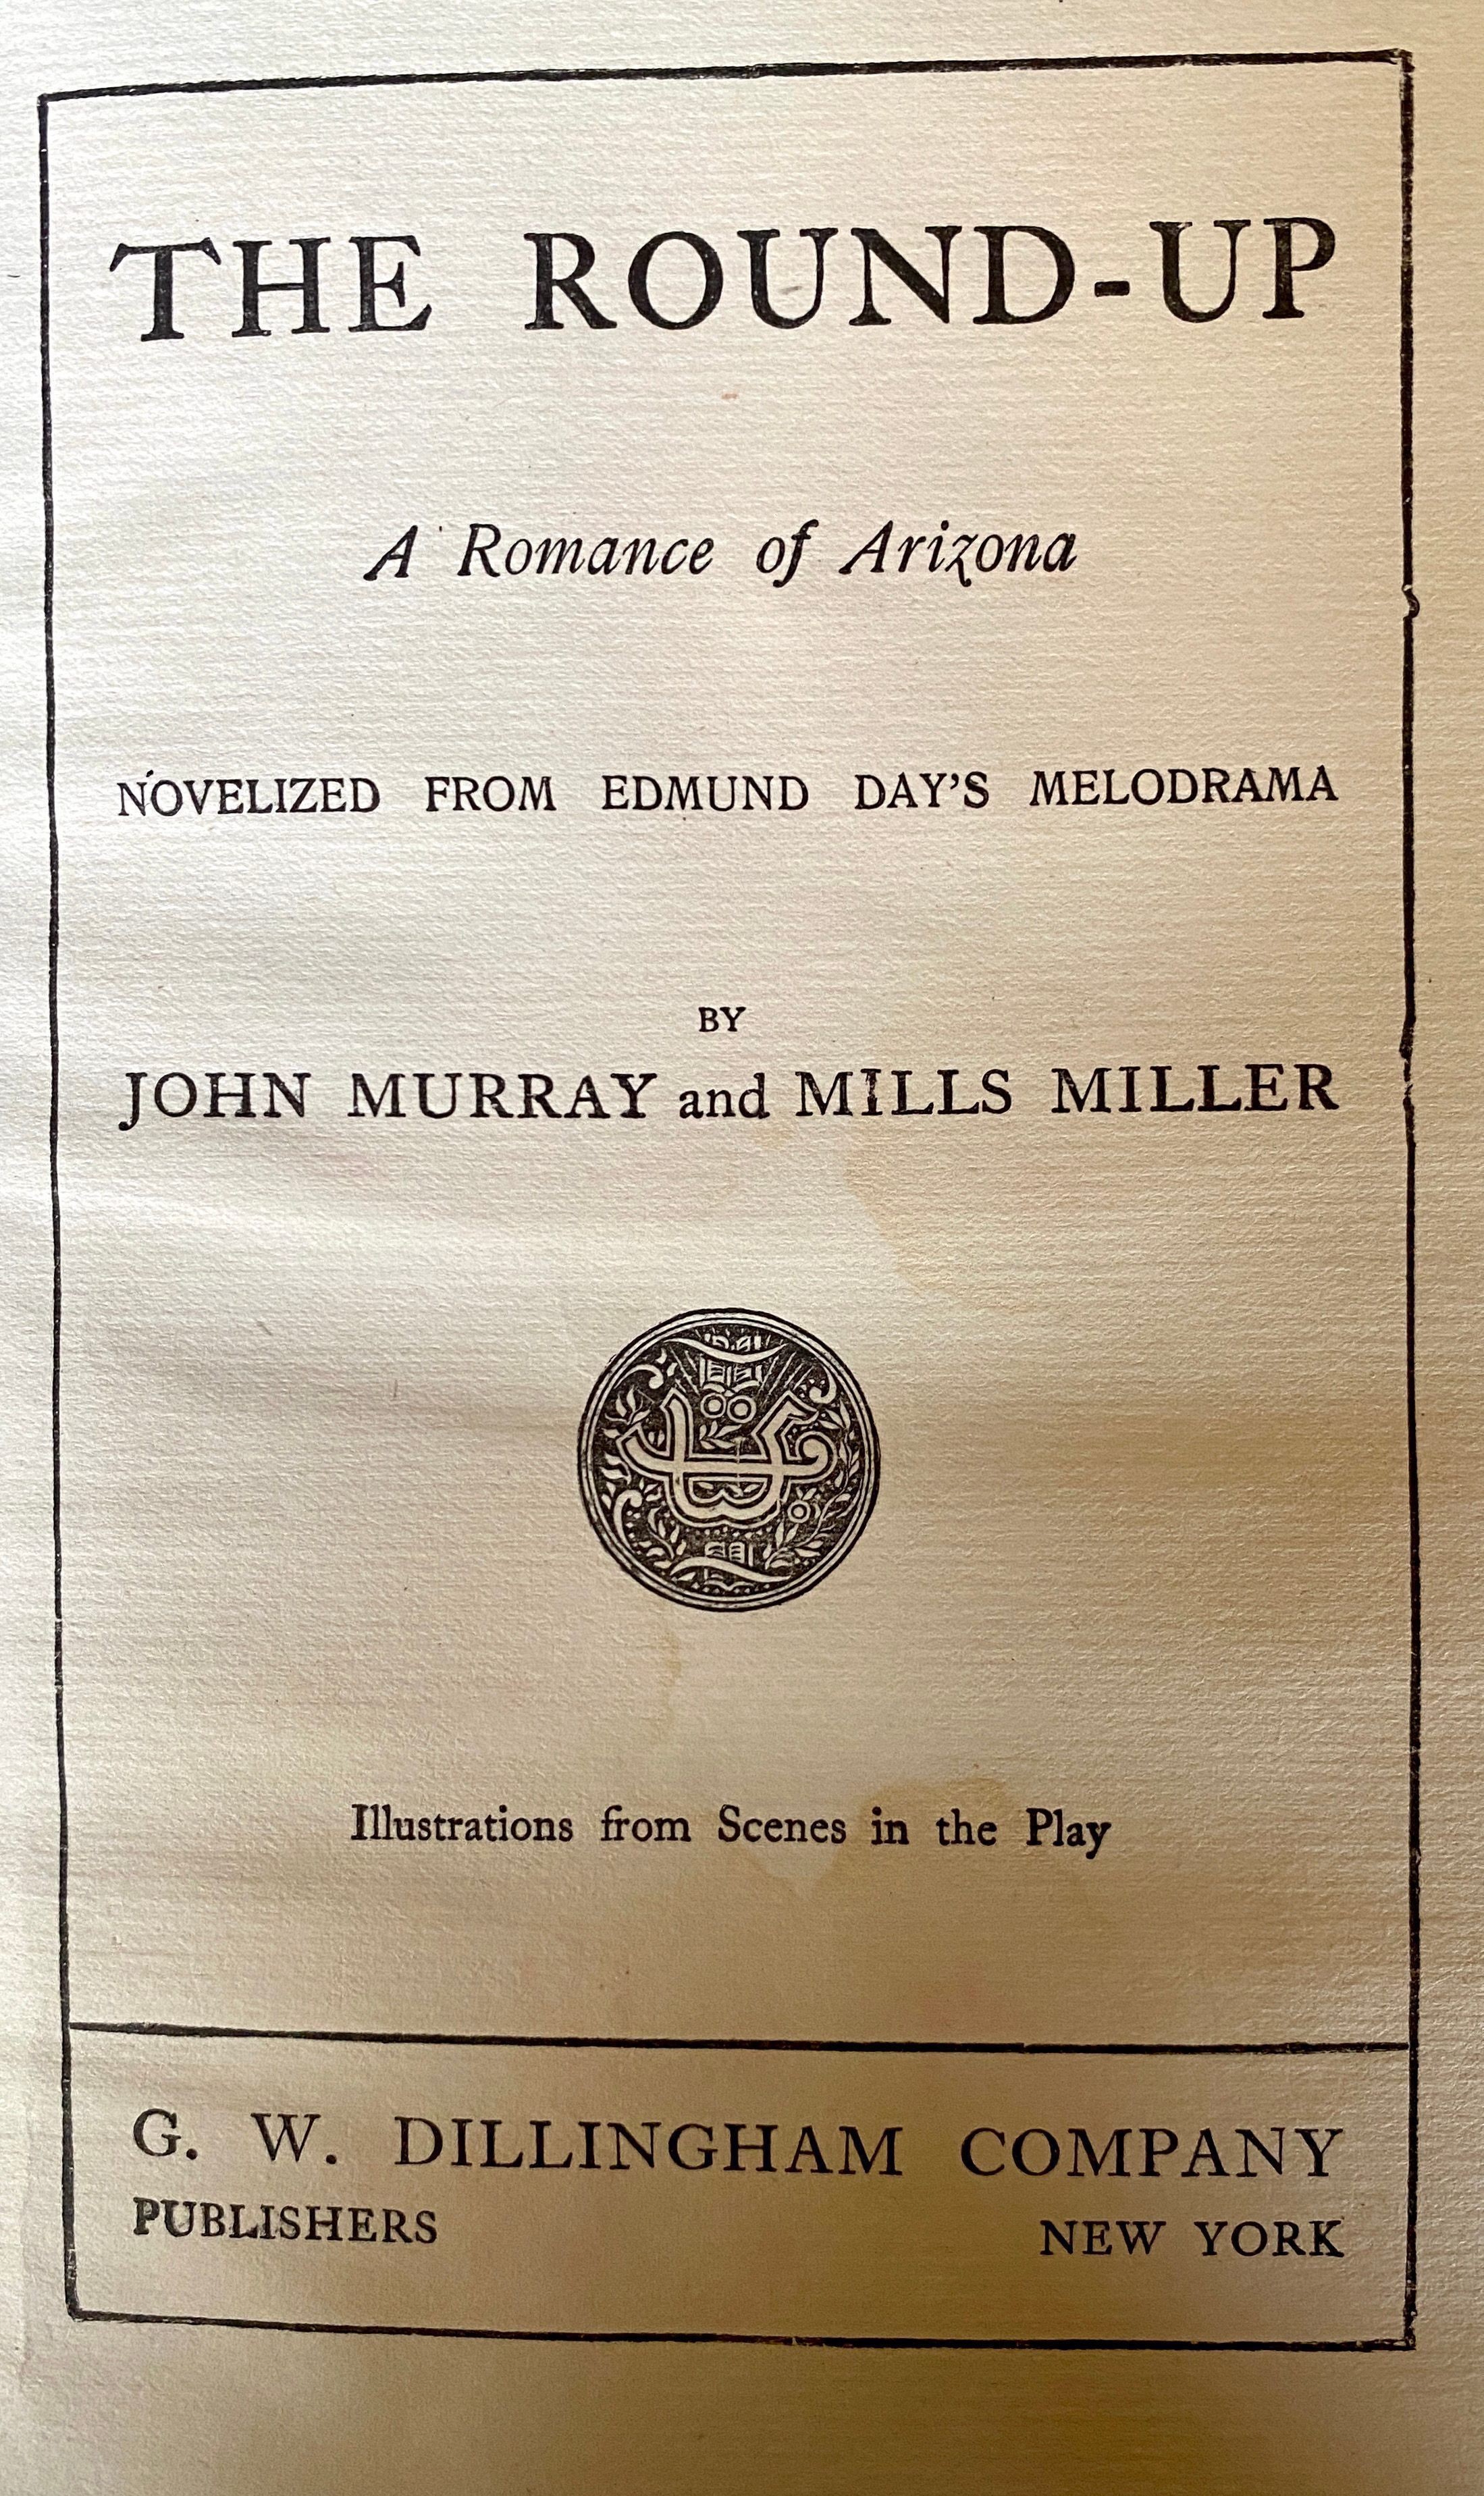 THE ROUND-UP
A Romance of Arizona
NOVELIZED FROM EDMUND DAY'S MELODRAMA
BY
JOHN MURRAY and MILLS MILLER
Illustrations from Scenes in the Play
G. W. DILLINGHAM COMPANY
PUBLISHERS NEW YORK